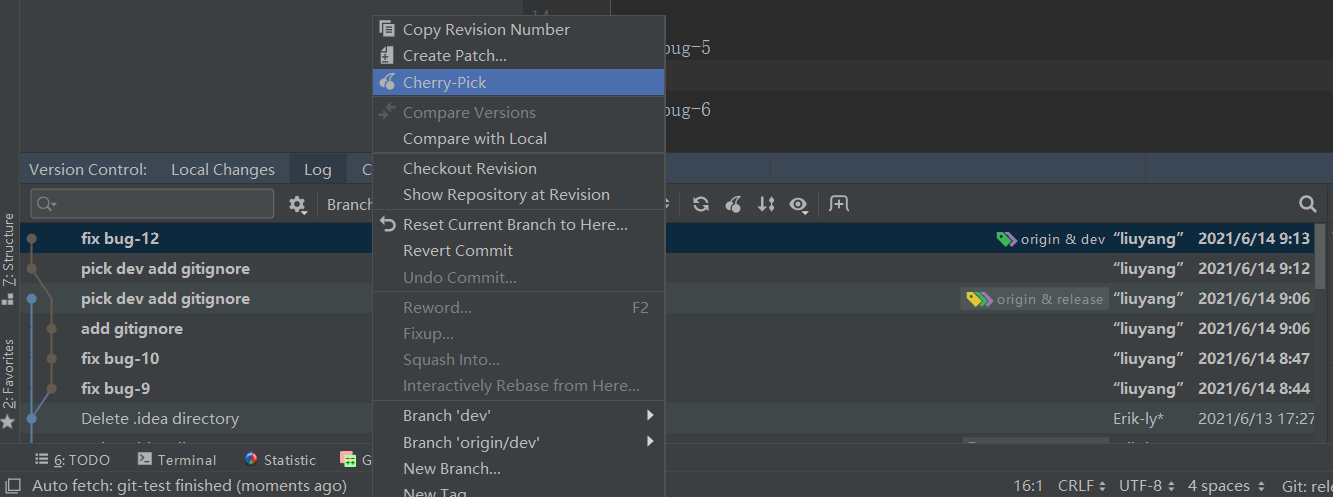 14
Copy Revision Number
bug-5
Create Patch...
Cherry-Pick
Compare Versions
bug-6
Compare with Local
Version Control: Local Changes Log
Checkout Revision
Show Repository at Revision
Branch
Reset Current Branch to Here...
Revert Commit
Undo Commit...
Reword... F2
Fixup...
Squash Into...
Interactively Rebase from Here...
Branch 'dev'
Branch 'origin/dev'
New Branch...
New Tag
fix bug-12 origin & dev “liuyang” 2021/6/14 9:13
pick dev add gitignore “liuyang” 2021/6/14 9:12
pick dev add gitignore origin & release “liuyang” 2021/6/14 9:06
add gitignore “liuyang” 2021/6/14 9:06
fix bug-10 “liuyang” 2021/6/14 8:47
fix bug-9 “liuyang” 2021/6/14 8:44
Delete .idea directory Erik-ly* 2021/6/13 17:27
7: Structure
2: Favorites
6: TODO Terminal Statistic G
Auto fetch: git-test finished (moments ago) 16:1 CRLF UTF-8 4 spaces Git: rel